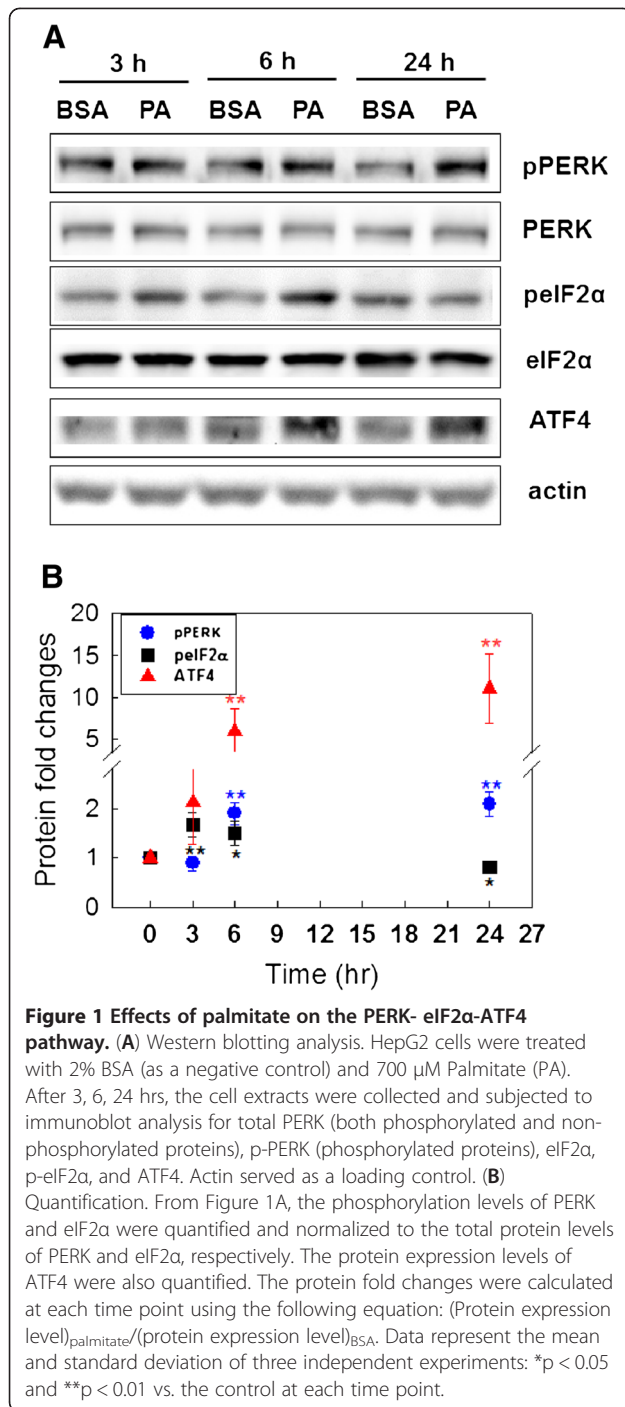 A
3 h 6 h 24 h
BSA PA BSA PA BSA PA
pPERK
PERK
peIF2α
eIF2α
ATF4
actin
B
Protein fold changes
20
15
10
5
2
1
0
pPERK
peIF2α
ATF4
**
**
**
*
**
**
*
0 3 6 9 12 15 18 21 24 27
Time (hr)
Figure 1 Effects of palmitate on the PERK- eIF2α-ATF4
pathway. (A) Western blotting analysis. HepG2 cells were treated
with 2% BSA (as a negative control) and 700 μM Palmitate (PA).
After 3, 6, 24 hrs, the cell extracts were collected and subjected to
immunoblot analysis for total PERK (both phosphorylated and non-
phosphorylated proteins), p-PERK (phosphorylated proteins), eIF2α,
p-eIF2α, and ATF4. Actin served as a loading control. (B)
Quantification. From Figure 1A, the phosphorylation levels of PERK
and eIF2α were quantified and normalized to the total protein levels
of PERK and eIF2α, respectively. The protein expression levels of
ATF4 were also quantified. The protein fold changes were calculated
at each time point using the following equation: (Protein expression
level)palmitate/(protein expression level)BSA. Data represent the mean
and standard deviation of three independent experiments: *p < 0.05
and **p < 0.01 vs. the control at each time point.